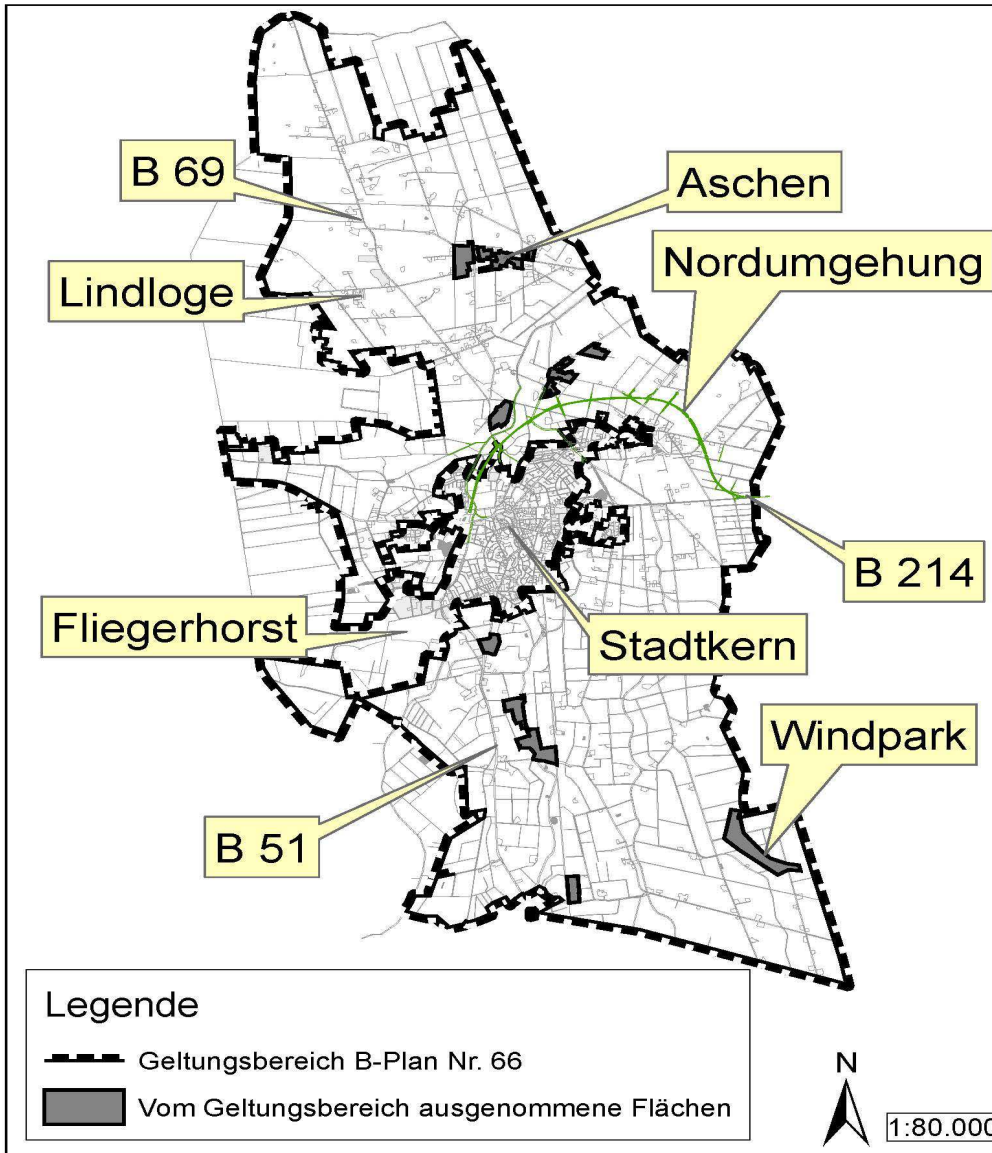 B 69
Aschen
Nordumgehung
Lindloge
B 214
Fliegerhorst
Stadtkern
Windpark
B 51
Legende
Geltungsbereich B-Plan Nr. 66
Vom Geltungsbereich ausgenommene Flächen
N
1:80.000